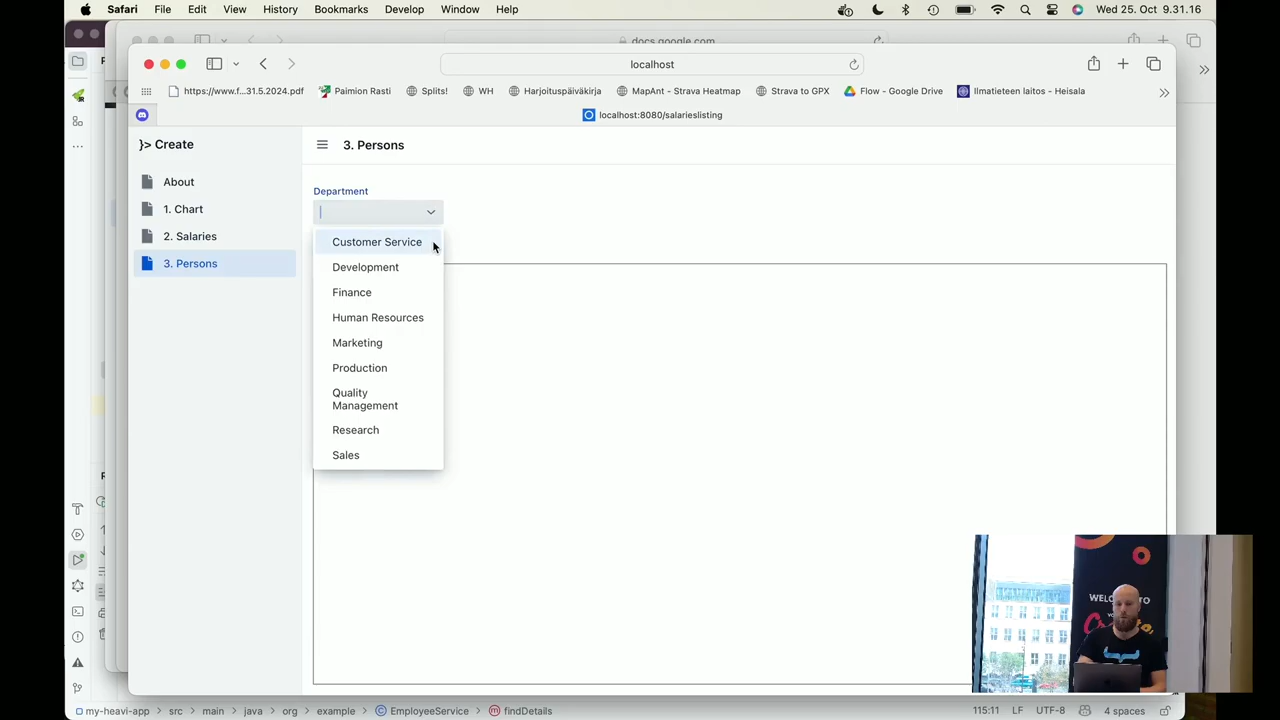 Safari File Edit View History Bookmarks Develop Window Help Wed 25. Oct 9.31.16
docs.google.com
localhost
https://www.f...31.5.2024.pdf Paimion Rasti Splits! WH Harjoituspäiväkirja MapAnt - Strava Heatmap Strava to GPX Flow - Google Drive Ilmatieteen laitos - Heisala
localhost:8080/salarieslisting
}> Create
3. Persons
About
1. Chart
2. Salaries
3. Persons
Department
Customer Service
Development
Finance
Human Resources
Marketing
Production
Quality
Management
Research
Sales
my-heavi-app src main java org example EmployeeService findDetails
115:11 LF UTF-8 4 spaces